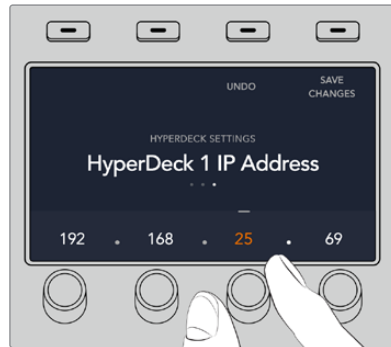 UNDO
SAVE
CHANGES
HYPERDECK SETTINGS
HyperDeck 1 IP Address
192 . 168 . 25 . 69